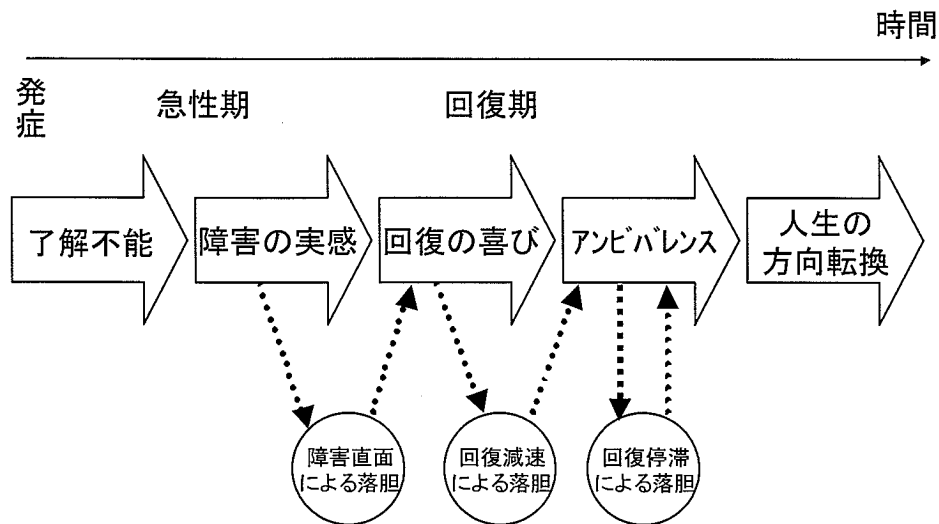 時間
発症
急性期
回復期
了解不能
障害の実感
回復の喜び
アンビバレンス
人生の
方向転換
障害直面
による落胆
回復減速
による落胆
回復停滞
による落胆